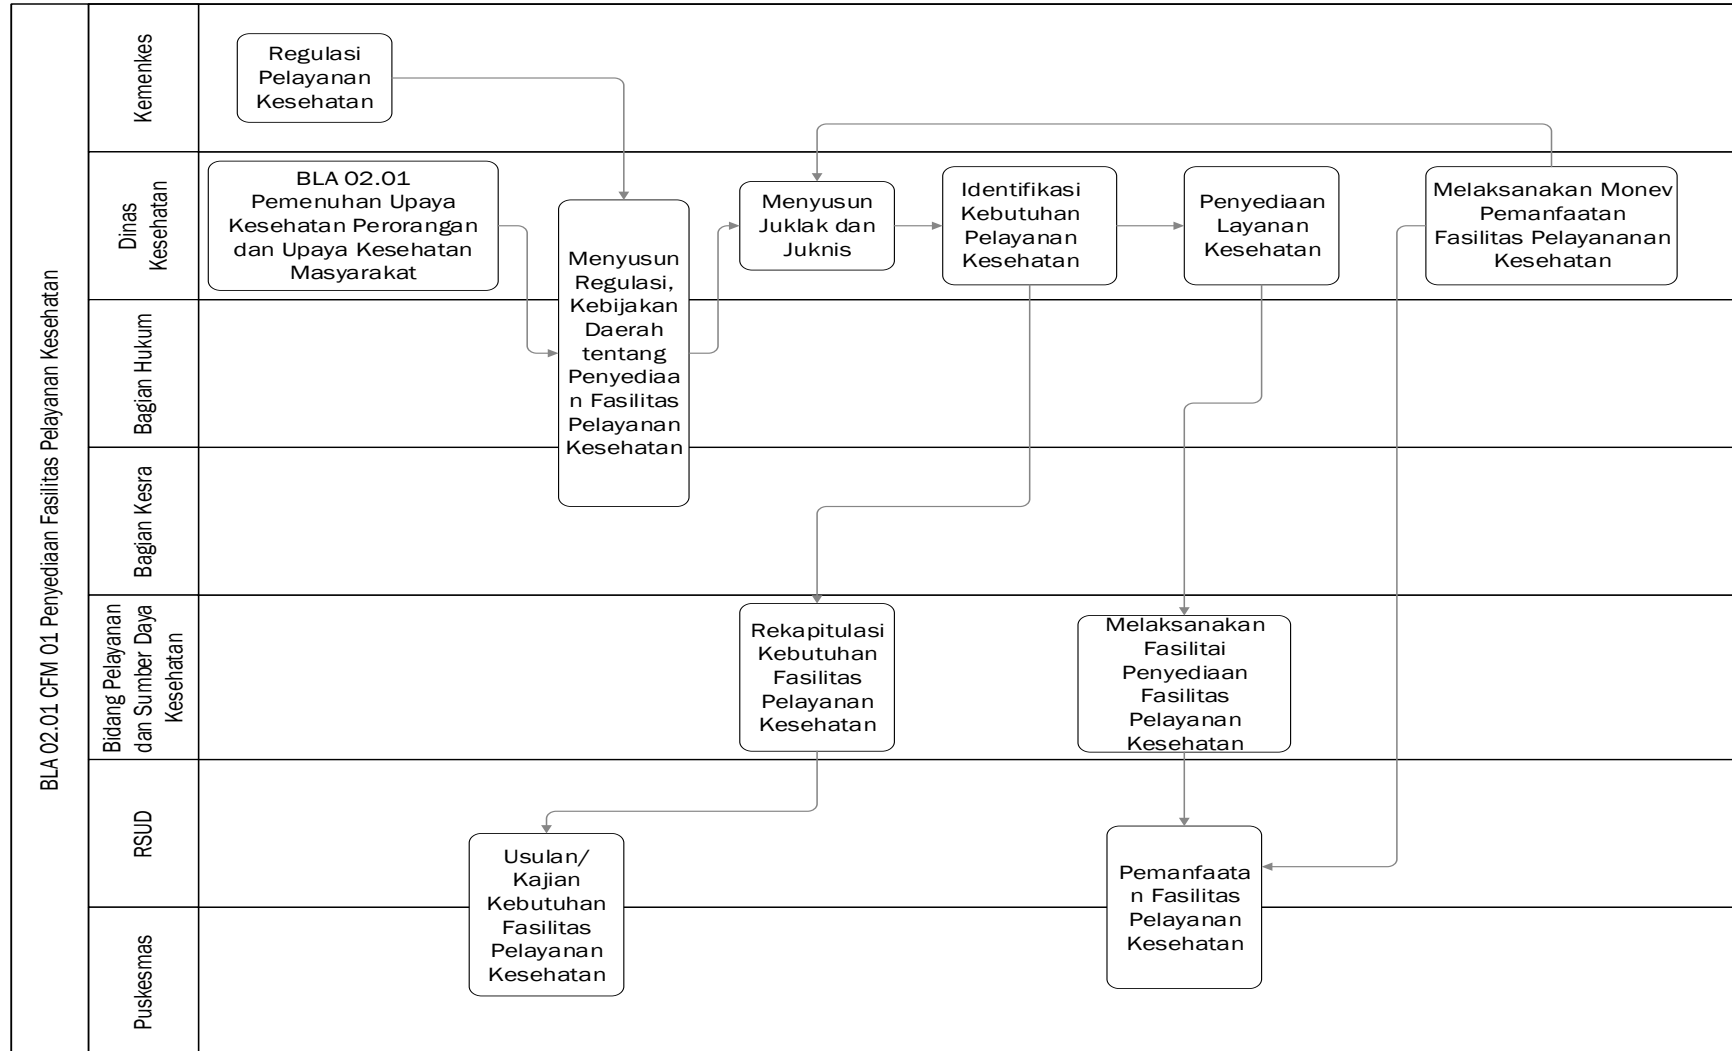 BLA 02.01 CFM 01 Penyediaan Fasilitas Pelayanan Kesehatan
Kemenkes
Regulasi
Pelayanan
Kesehatan
Dinas
Kesehatan
BLA 02.01
Pemenuhan Upaya
Kesehatan Perorangan
dan Upaya Kesehatan
Masyarakat
Menyusun
Regulasi,
Kebijakan
Daerah
tentang
Penyediaa
n Fasilitas
Pelayanan
Kesehatan
Menyusun
Juklak dan
Juknis
Identifikasi
Kebutuhan
Pelayanan
Kesehatan
Penyediaan
Layanan
Kesehatan
Melaksanakan Monev
Pemanfaatan
Fasilitas Pelayananan
Kesehatan
Bagian Hukum
Bagian Kesra
Bidang Pelayanan
dan Sumber Daya
Kesehatan
Rekapitulasi
Kebutuhan
Fasilitas
Pelayanan
Kesehatan
Melaksanakan
Fasilitai
Penyediaan
Fasilitas
Pelayanan
Kesehatan
RSUD
Usulan/
Kajian
Kebutuhan
Fasilitas
Pelayanan
Kesehatan
Pemanfaata
n Fasilitas
Pelayanan
Kesehatan
Puskesmas